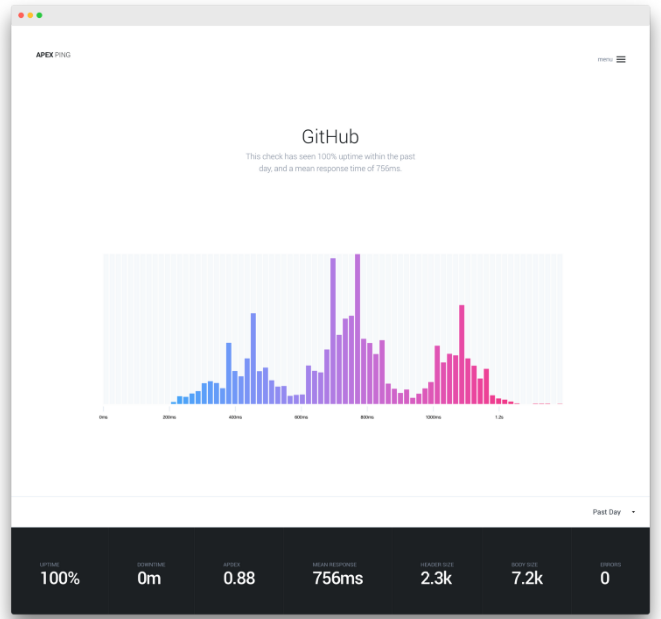 APEX PING
menu
GitHub
This check has seen 100% uptime within the past
day, and a mean response time of 756ms.
0ms 200ms 400ms 600ms 800ms 1000ms 1.2s
Past Day
UPTIME DOWNTIME APDEX MEAN RESPONSE HEADER SIZE BODY SIZE ERRORS
100% 0m 0.88 756ms 2.3k 7.2k 0